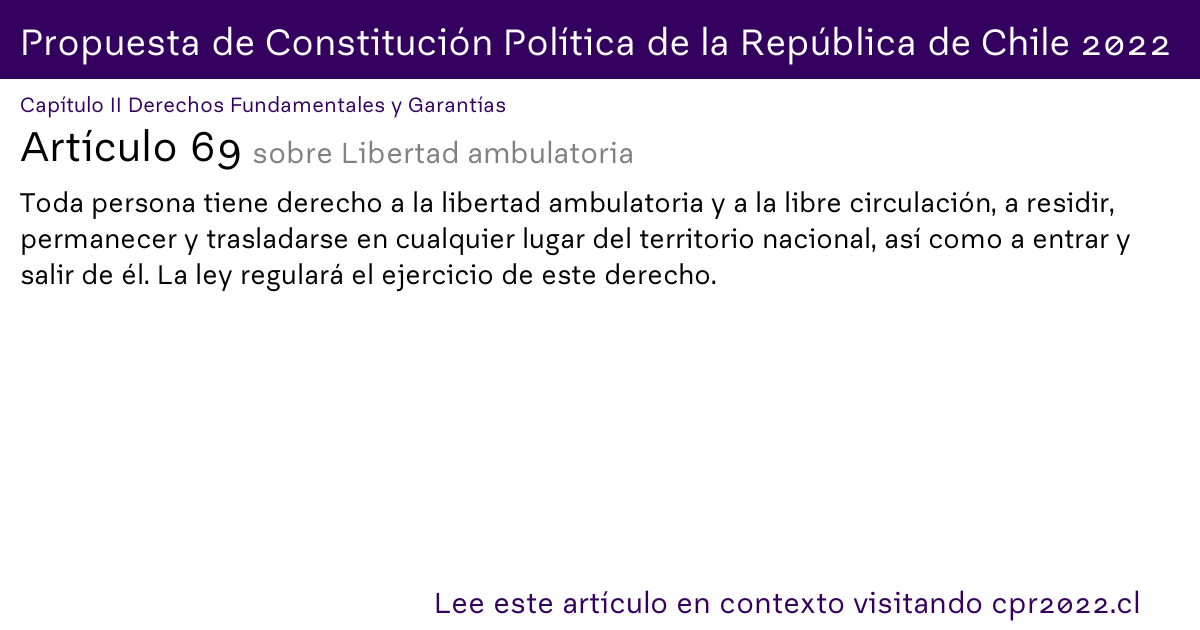 Propuesta de Constitución Política de la República de Chile 2022
Capítulo II Derechos Fundamentales y Garantías
Artículo 69 sobre Libertad ambulatoria
Toda persona tiene derecho a la libertad ambulatoria y a la libre circulación, a residir,
permanecer y trasladarse en cualquier lugar del territorio nacional, así como a entrar y
salir de él. La ley regulará el ejercicio de este derecho.
Lee este artículo en contexto visitando cpr2022.cl